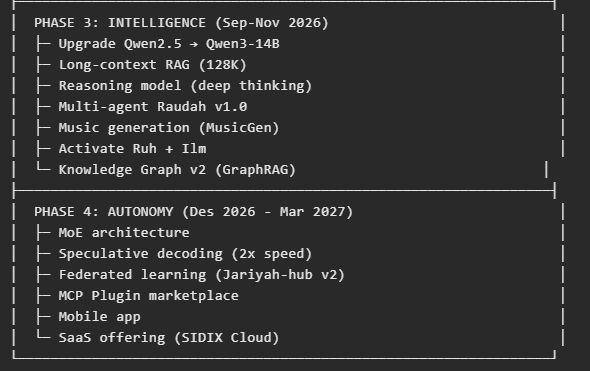 PHASE 3: INTELLIGENCE (Sep-Nov 2026)
├─ Upgrade Qwen2.5 → Qwen3-14B
├─ Long-context RAG (128K)
├─ Reasoning model (deep thinking)
├─ Multi-agent Raudah v1.0
├─ Music generation (MusicGen)
├─ Activate Ruh + Ilm
└─ Knowledge Graph v2 (GraphRAG)
PHASE 4: AUTONOMY (Des 2026 - Mar 2027)
├─ MoE architecture
├─ Speculative decoding (2x speed)
├─ Federated learning (Jariyah-hub v2)
├─ MCP Plugin marketplace
├─ Mobile app
└─ SaaS offering (SIDIX Cloud)